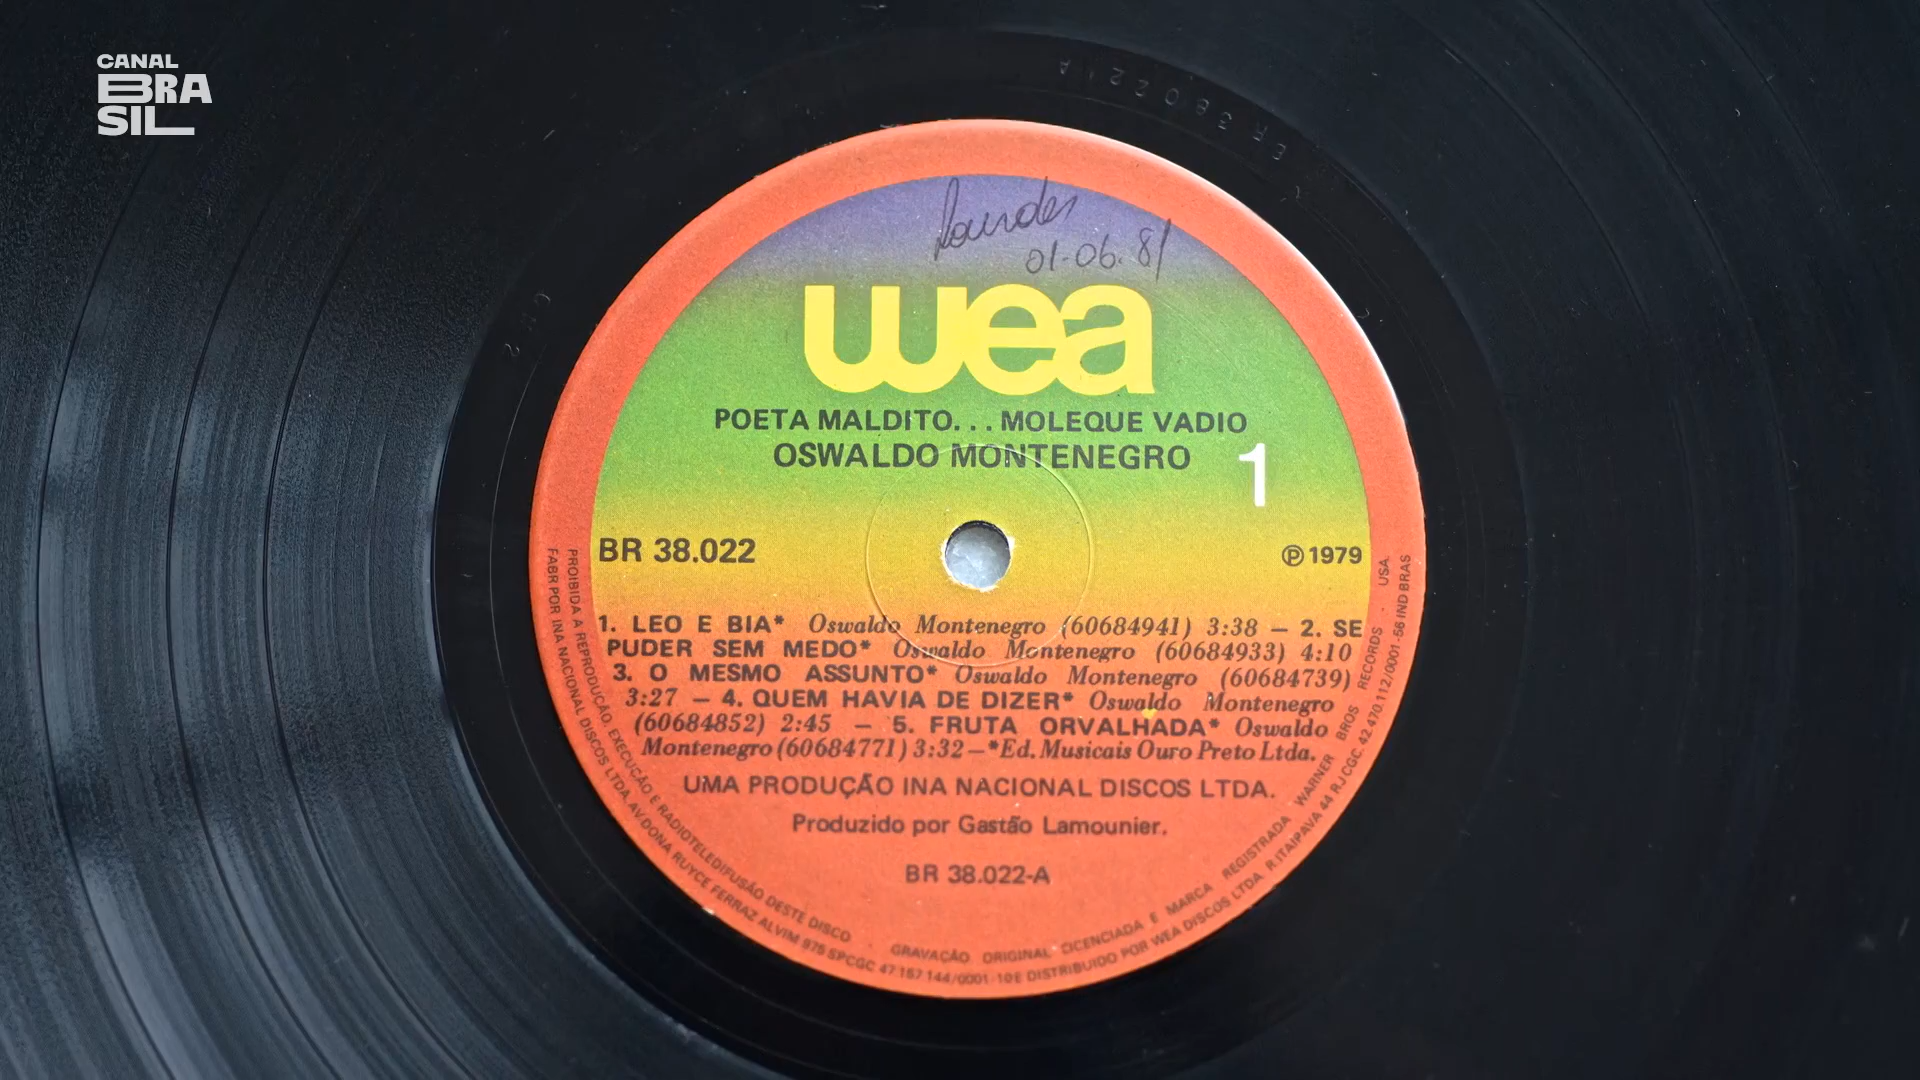 CANAL
BRA
SIL
BR 38022 A
Lourdes
01-06.81
wea
POETA MALDITO. . . MOLEQUE VADIO
OSWALDO MONTENEGRO
1
BR 38.022
℗ 1979
1. LEO E BIA* Oswaldo Montenegro (60684941) 3:38 – 2. SE
PUDER SEM MEDO* Oswaldo Montenegro (60684933) 4:10
3. O MESMO ASSUNTO* Oswaldo Montenegro (60684739)
3:27 – 4. QUEM HAVIA DE DIZER* Oswaldo Montenegro
(60684852) 2:45 – 5. FRUTA ORVALHADA* Oswaldo
Montenegro (60684771) 3:32 – *Ed. Musicais Ouro Preto Ltda.
UMA PRODUÇÃO INA NACIONAL DISCOS LTDA.
Produzido por Gastão Lamounier.
BR 38.022-A
PROIBIDA A REPRODUÇÃO, EXECUÇÃO E RADIOTELEDIFUSÃO DESTE DISCO · GRAVAÇÃO ORIGINAL CICENCIADA E MARCA REGISTRADA WARNER BROS RECORDS · USA.
FABR POR INA NACIONAL DISCOS LTDA. AV DONA RUYCE FERRAZ ALVIM 975 SP CGC 47 157 144/0001-10 E DISTRIBUIDO POR WEA DISCOS LTDA R.ITAIPAVA 44 RJ CGC. 42.470.112/0001-56 IND BRAS